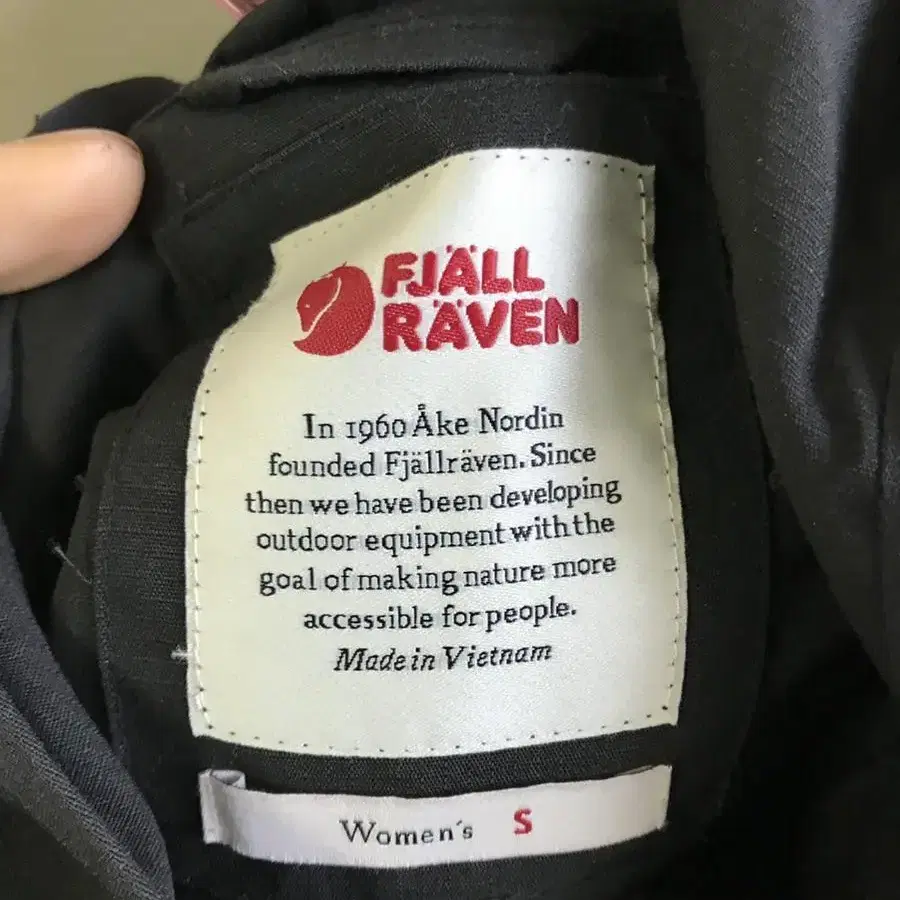 FJÄLL
RÄVEN
In 1960 Åke Nordin
founded Fjällräven. Since
then we have been developing
outdoor equipment with the
goal of making nature more
accessible for people.
Made in Vietnam
Women's S